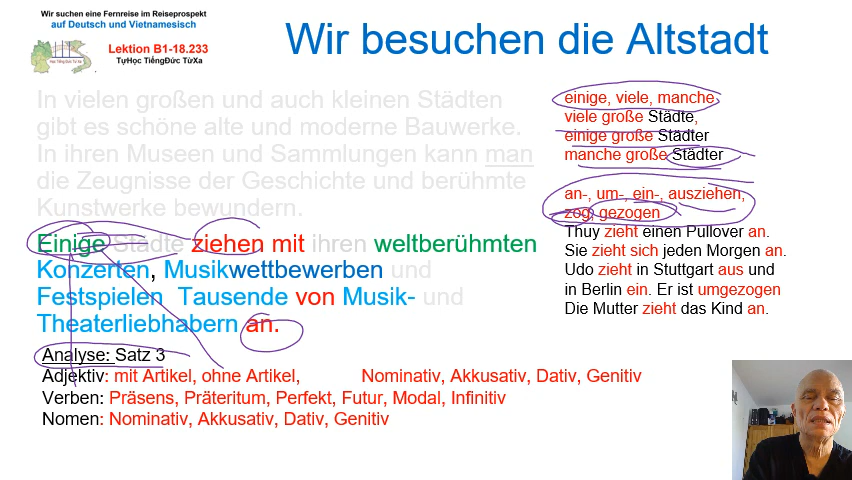 Wir suchen eine Fernreise im Reiseprospekt
auf Deutsch und Vietnamesisch
Lektion B1-18.233
TựHọc TiếngĐức TừXa
Học Tiếng Đức Từ Xa
Wir besuchen die Altstadt
In vielen großen und auch kleinen Städten
gibt es schöne alte und moderne Bauwerke.
In ihren Museen und Sammlungen kann man
die Zeugnisse der Geschichte und berühmte
Kunstwerke bewundern.
Einige Städte ziehen mit ihren weltberühmten
Konzerten, Musikwettbewerben und
Festspielen Tausende von Musik- und
Theaterliebhabern an.
einige, viele, manche,
viele große Städte,
einige große Städter
manche große Städter
an-, um-, ein-, ausziehen,
zog, gezogen
Thuy zieht einen Pullover an.
Sie zieht sich jeden Morgen an.
Udo zieht in Stuttgart aus und
in Berlin ein. Er ist umgezogen
Die Mutter zieht das Kind an.
Analyse: Satz 3
Adjektiv: mit Artikel, ohne Artikel, Nominativ, Akkusativ, Dativ, Genitiv
Verben: Präsens, Präteritum, Perfekt, Futur, Modal, Infinitiv
Nomen: Nominativ, Akkusativ, Dativ, Genitiv